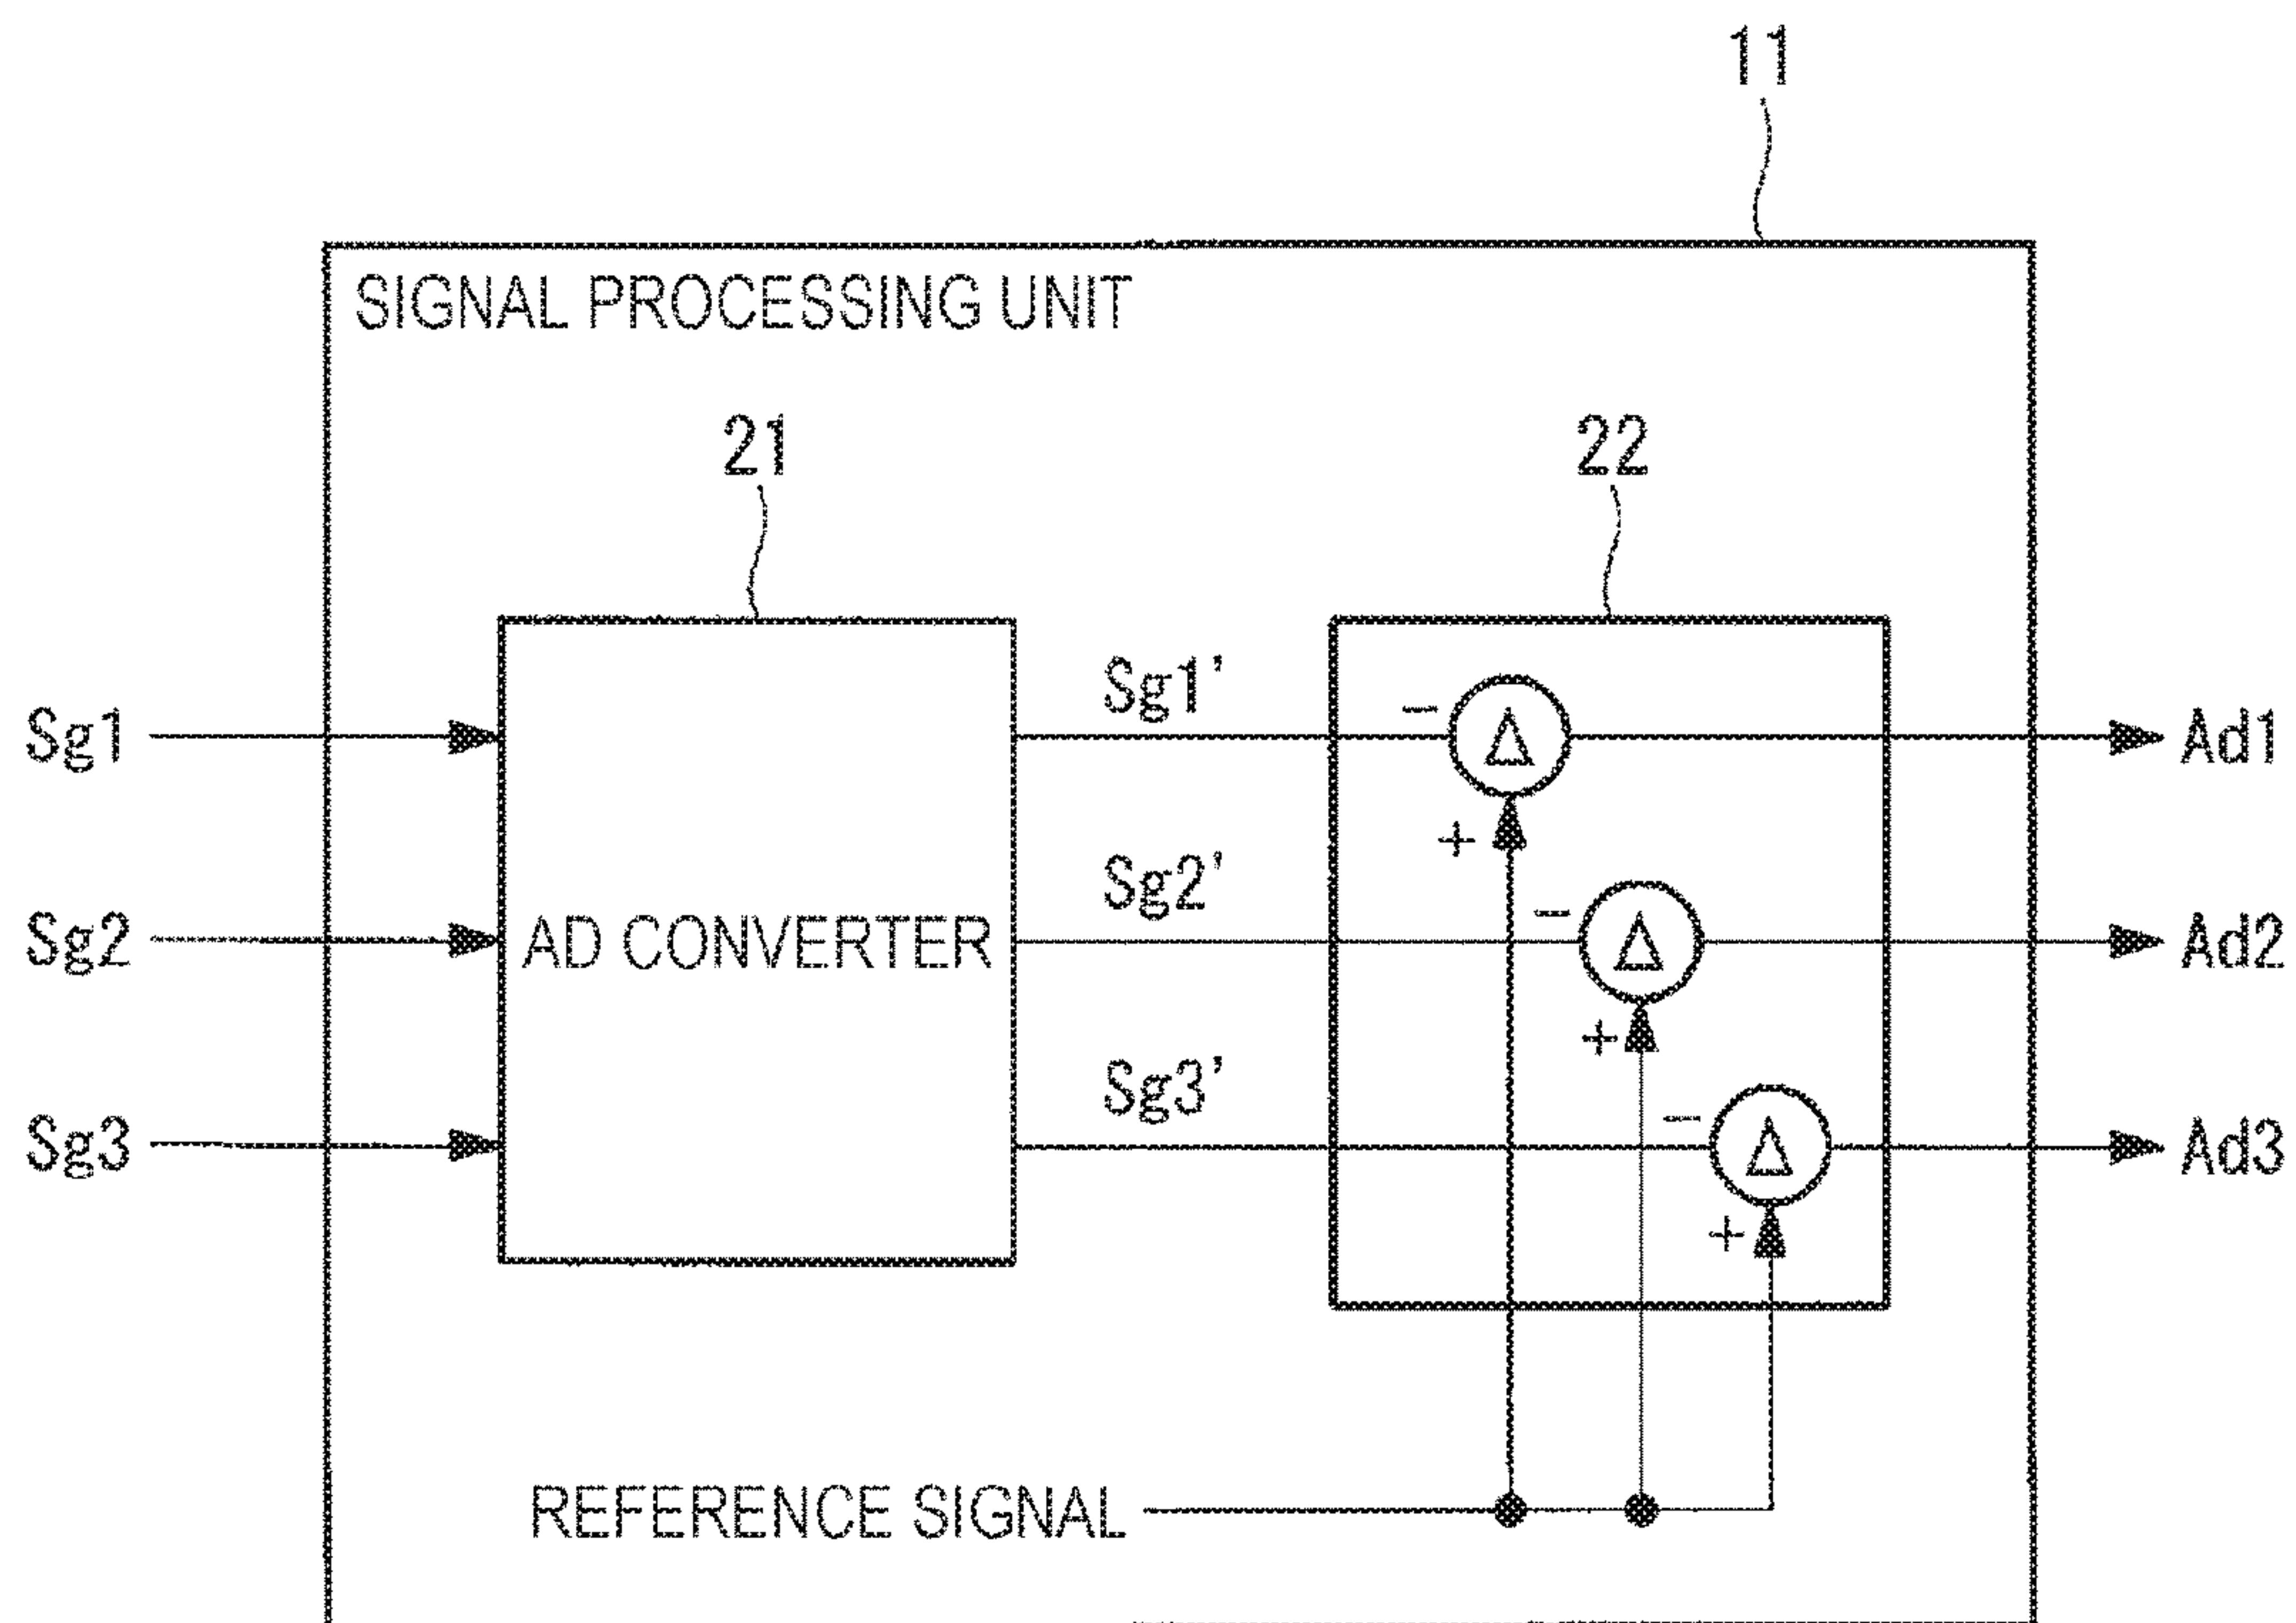 11
SIGNAL PROCESSING UNIT
21
22
Sg1
Sg1'
-
Δ
+
Ad1
Sg2
AD CONVERTER
Sg2'
-
Δ
+
Ad2
Sg3
Sg3'
-
Δ
+
Ad3
REFERENCE SIGNAL